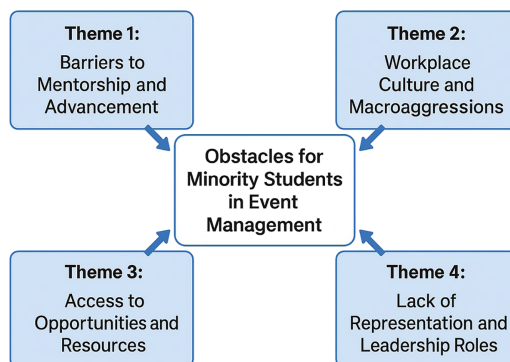 Theme 1:
Barriers to
Mentorship and
Advancement
Theme 2:
Workplace
Culture and
Macroaggressions
Obstacles for
Minority Students
in Event
Management
Theme 3:
Access to
Opportunities and
Resources
Theme 4:
Lack of
Representation and
Leadership Roles